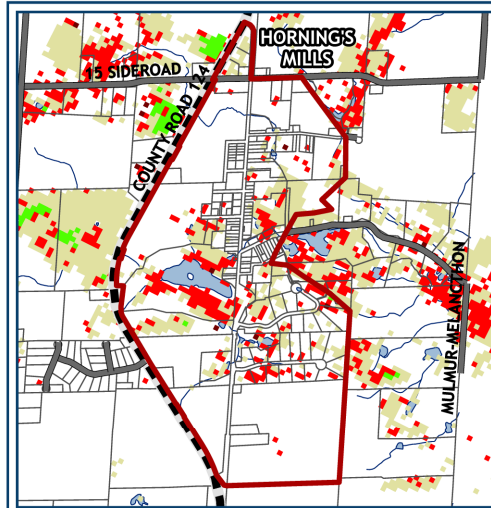 HORNING'S
MILLS
15 SIDEROAD
COUNTY ROAD 124
MULMUR-MELANCTHON